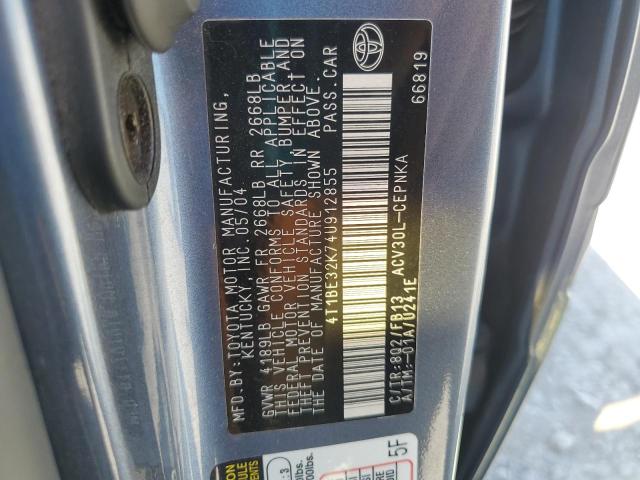 MFD.BY: TOYOTA MOTOR MANUFACTURING,
KENTUCKY, INC. 05/04
GVWR 4189LB GAWR FR 2668LB RR 2668LB
THIS VEHICLE CONFORMS TO ALL APPLICABLE
FEDERAL MOTOR VEHICLE SAFETY, BUMPER, AND
THEFT PREVENTION STANDARDS IN EFFECT ON
THE DATE OF MANUFACTURE SHOWN ABOVE.
4T1BE32K74U912855 PASS.CAR
C/TR:8Q2/FB13 ACV30L-CEPNKA
A/TM:-01A/U241E
66819
5F